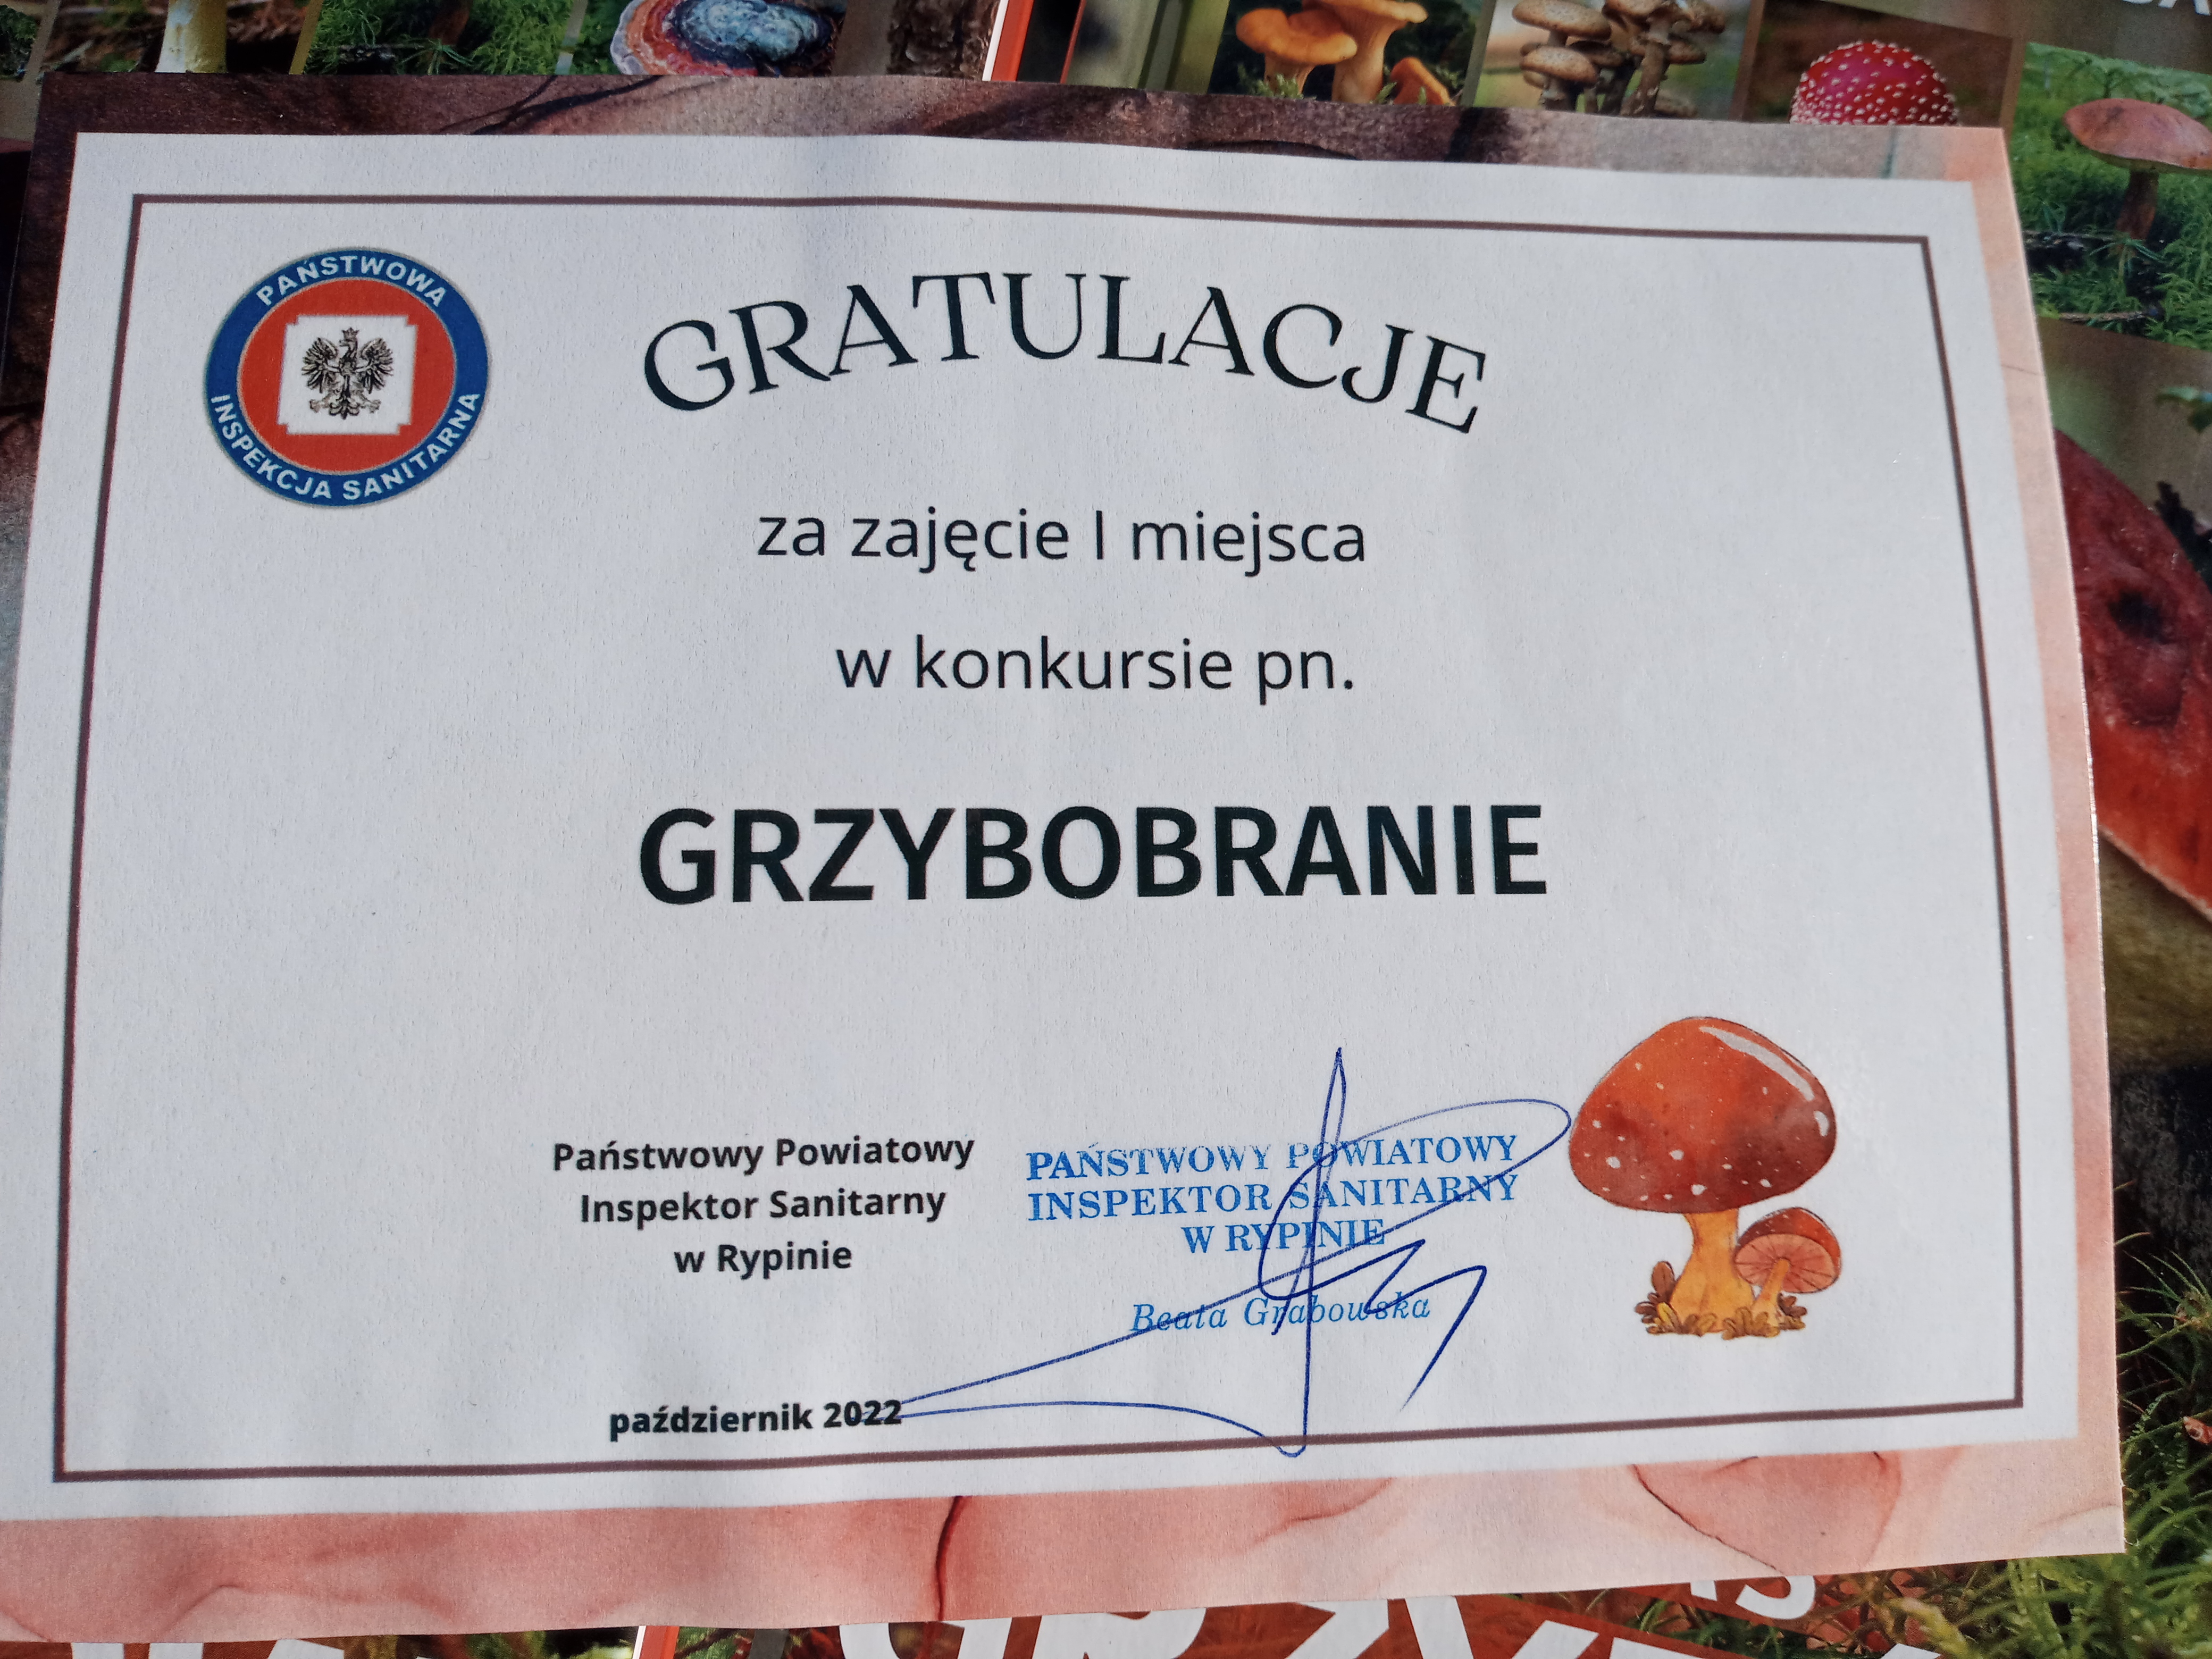 PAŃSTWOWA
INSPEKCJA SANITARNA
GRATULACJE
za zajęcie I miejsca
w konkursie pn.
GRZYBOBRANIE
Państwowy Powiatowy
Inspektor Sanitarny
w Rypinie
PAŃSTWOWY POWIATOWY
INSPEKTOR SANITARNY
W RYPINIE
Beata Grabowska
październik 2022